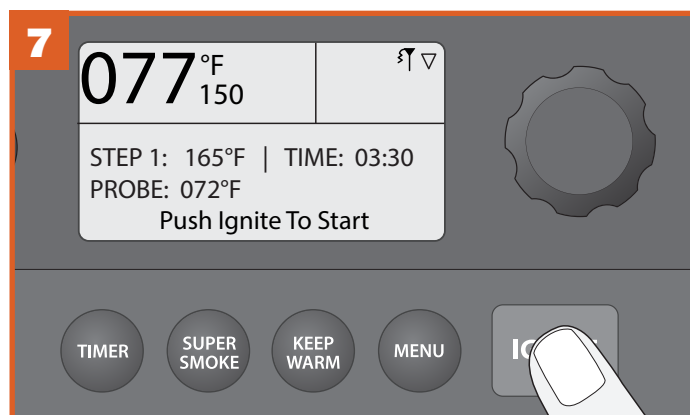 7
077 °F
150
STEP 1: 165°F | TIME: 03:30
PROBE: 072°F
Push Ignite To Start
TIMER
SUPER
SMOKE
KEEP
WARM
MENU